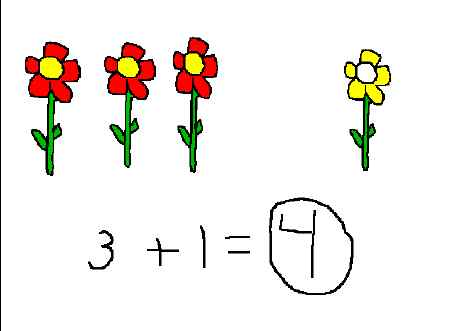 3 + 1 = 4